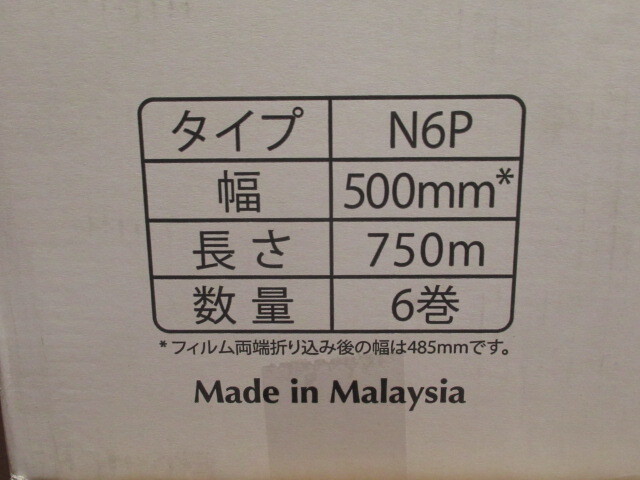 タイプ N6P
幅 500mm*
長さ 750m
数量 6巻
*フィルム両端折り込み後の幅は485mmです。
Made in Malaysia